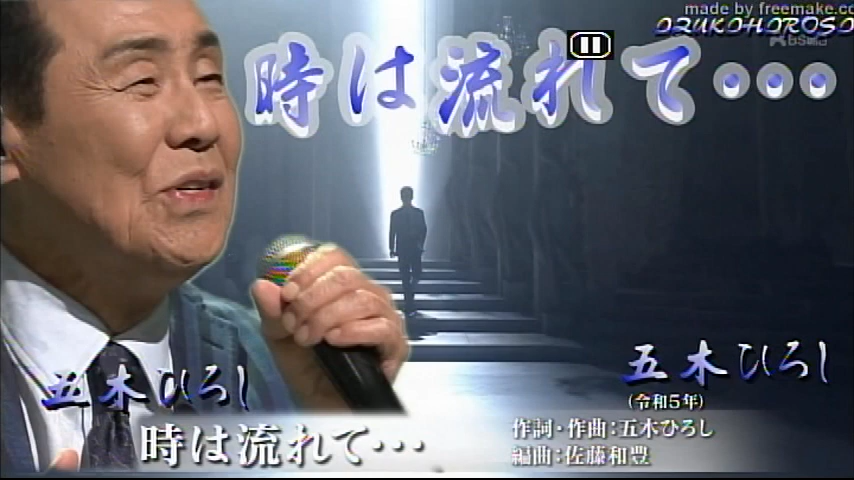 made by freemake.co
時は流れて・・・
五木ひろし
(令和5年)
五木ひろし
時は流れて・・・
作詞・作曲：五木ひろし
編曲：佐藤和豊